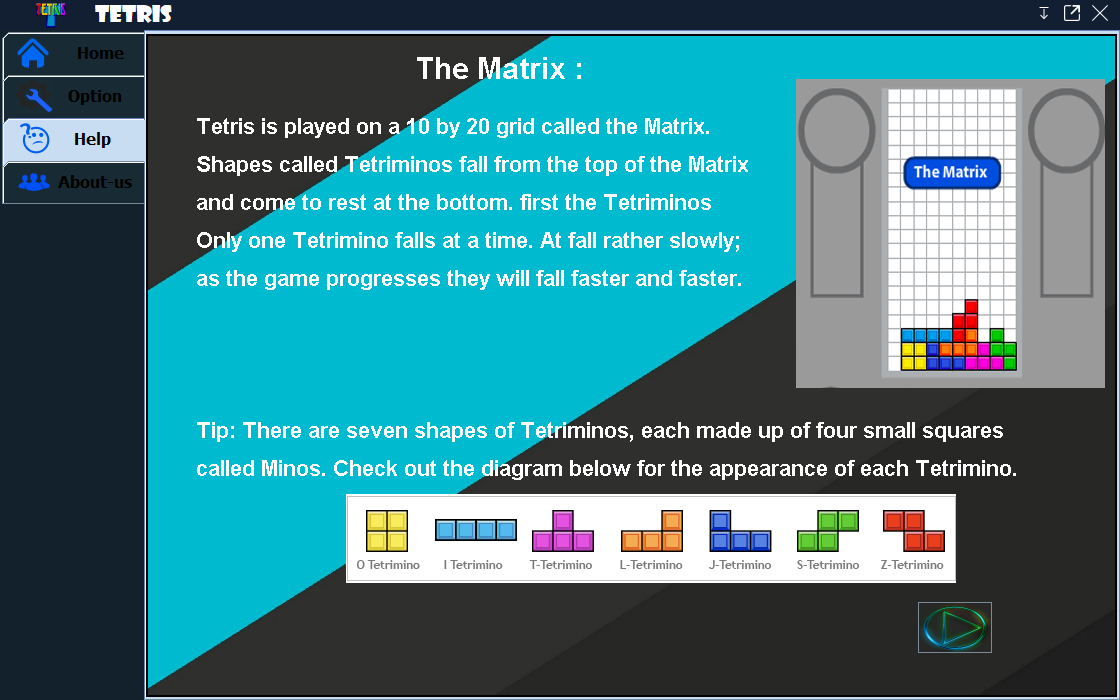 TETRIS
TETRIS
Home
Option
Help
About-us
The Matrix :
Tetris is played on a 10 by 20 grid called the Matrix.
Shapes called Tetriminos fall from the top of the Matrix
and come to rest at the bottom. first the Tetriminos
Only one Tetrimino falls at a time. At fall rather slowly;
as the game progresses they will fall faster and faster.
The Matrix
Tip: There are seven shapes of Tetriminos, each made up of four small squares
called Minos. Check out the diagram below for the appearance of each Tetrimino.
O Tetrimino
I Tetrimino
T-Tetrimino
L-Tetrimino
J-Tetrimino
S-Tetrimino
Z-Tetrimino